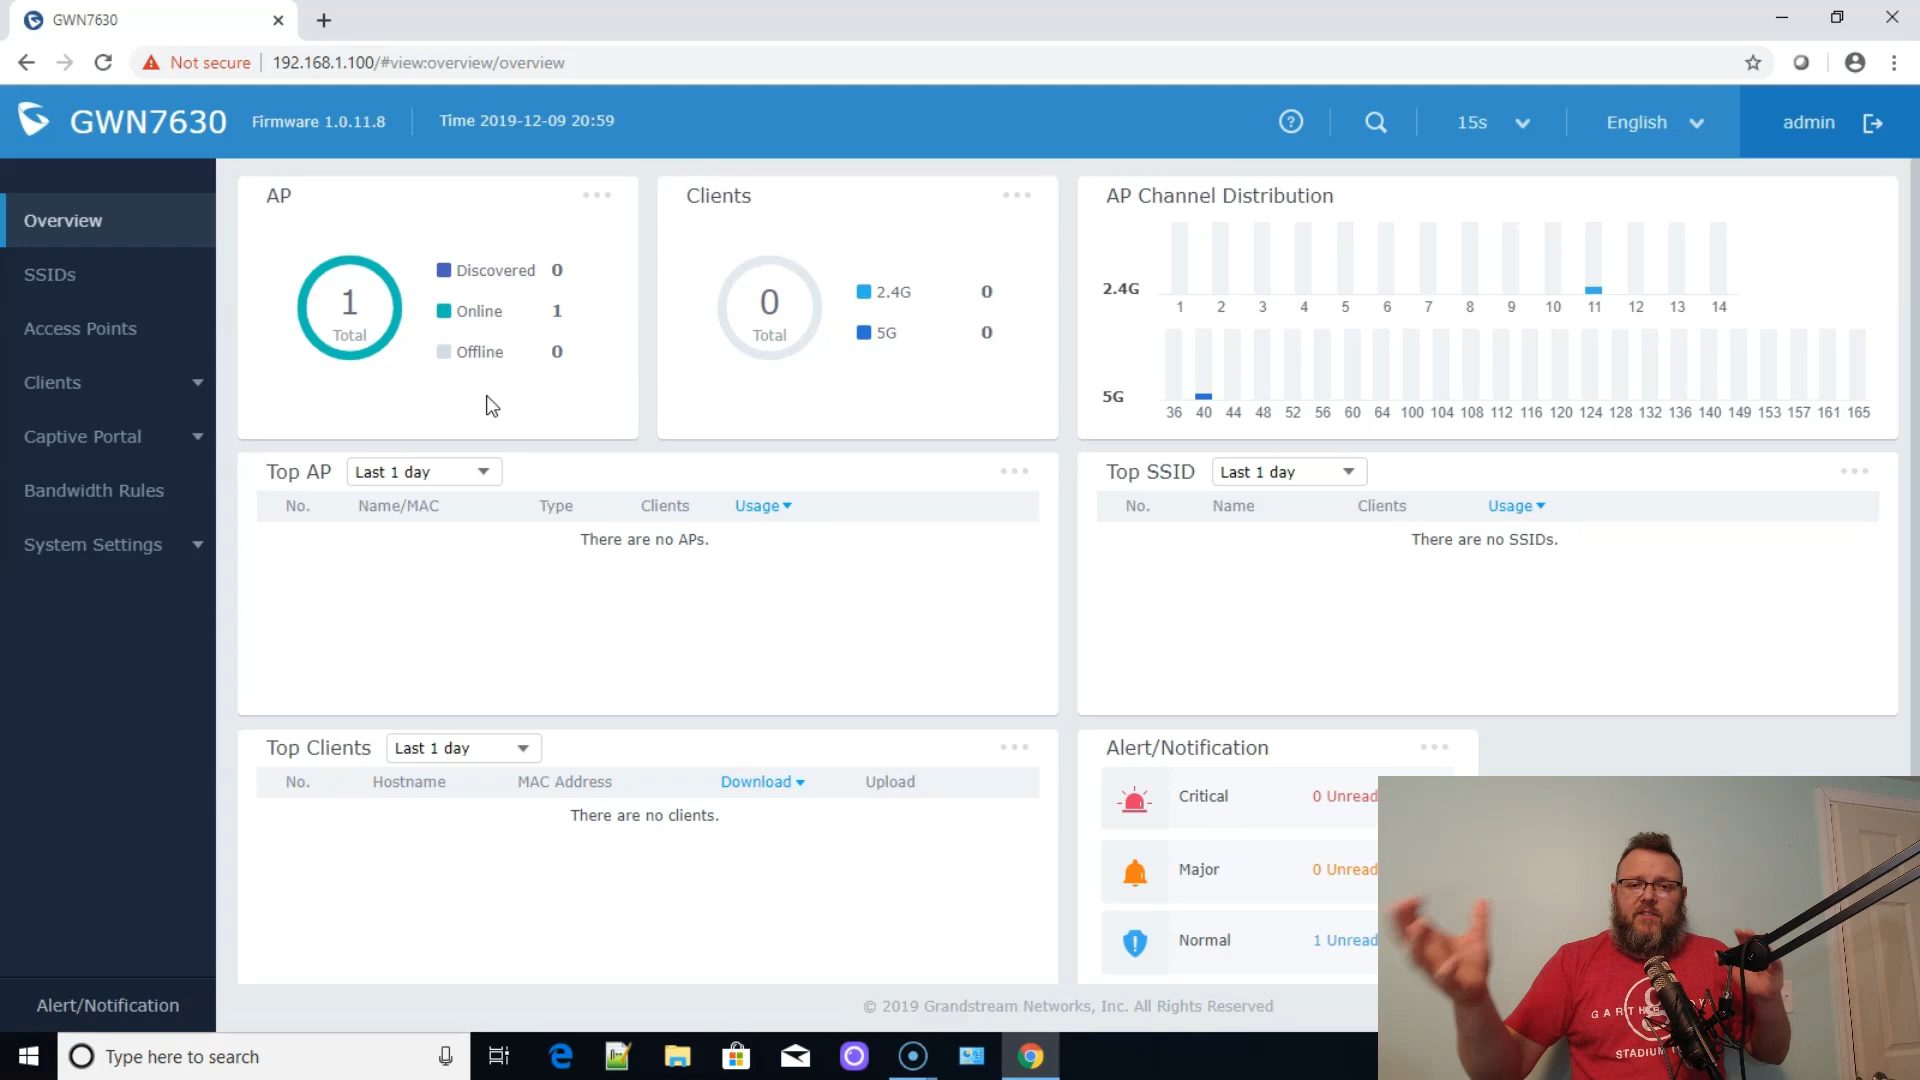 GWN7630
Not secure
192.168.1.100/#view:overview/overview
GWN7630
Firmware 1.0.11.8
Time 2019-12-09 20:59
15s
English
admin
Overview
SSIDs
Access Points
Clients
Captive Portal
Bandwidth Rules
System Settings
Alert/Notification
AP
1
Total
Discovered 0
Online 1
Offline 0
Clients
0
Total
2.4G 0
5G 0
AP Channel Distribution
2.4G
1 2 3 4 5 6 7 8 9 10 11 12 13 14
5G
36 40 44 48 52 56 60 64 100 104 108 112 116 120 124 128 132 136 140 149 153 157 161 165
Top AP Last 1 day
No. Name/MAC Type Clients Usage
There are no APs.
Top SSID Last 1 day
No. Name Clients Usage
There are no SSIDs.
Top Clients Last 1 day
No. Hostname MAC Address Download Upload
There are no clients.
Alert/Notification
Critical 0 Unread
Major 0 Unread
Normal 1 Unread
© 2019 Grandstream Networks, Inc. All Rights Reserved
Type here to search